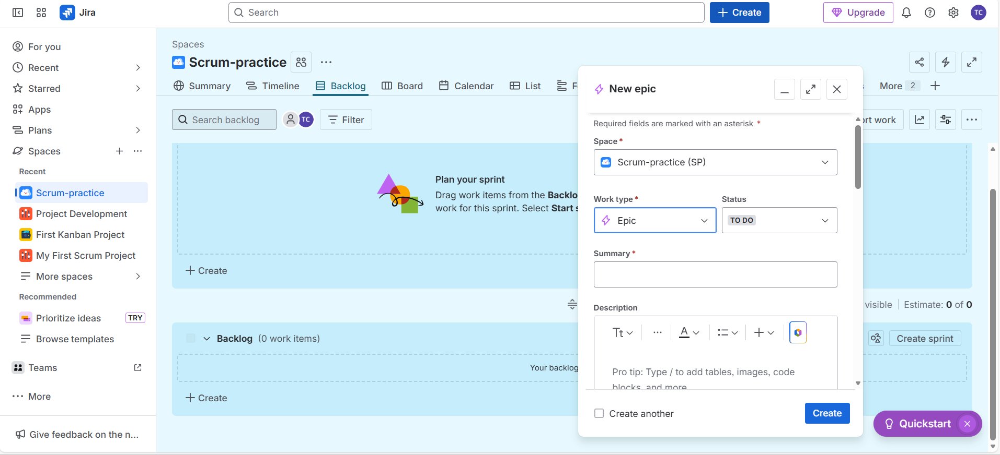 Jira
Search
Create
Upgrade
TC
For you
Recent
Starred
Apps
Plans
Spaces
Recent
Scrum-practice
Project Development
First Kanban Project
My First Scrum Project
More spaces
Recommended
Prioritize ideas TRY
Browse templates
Teams
More
Give feedback on the n...
Spaces
Scrum-practice
Summary Timeline Backlog Board Calendar List F
More 2
Search backlog
TC
Filter
rt work
Plan your sprint
Drag work items from the Backlo
work for this sprint. Select Start s
Create
visible Estimate: 0 of 0
Backlog (0 work items)
Create sprint
Your backlog
Create
New epic
Required fields are marked with an asterisk *
Space *
Scrum-practice (SP)
Work type * Status
Epic TO DO
Summary *
Description
Tt A
Pro tip: Type / to add tables, images, code
blocks, and more
Create another
Create
Quickstart